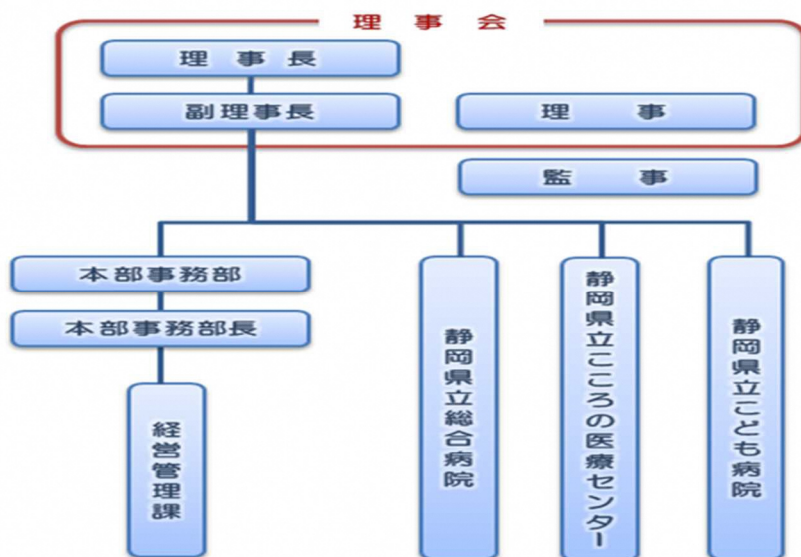 理事会
理事長
副理事長
理事
監事
本部事務部
本部事務部長
経営管理課
静岡県立総合病院
静岡県立こころの医療センター
静岡県立こども病院